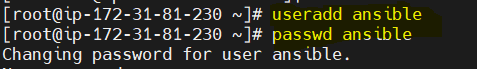 [root@ip-172-31-81-230 ~]# useradd ansible
[root@ip-172-31-81-230 ~]# passwd ansible
Changing password for user ansible.